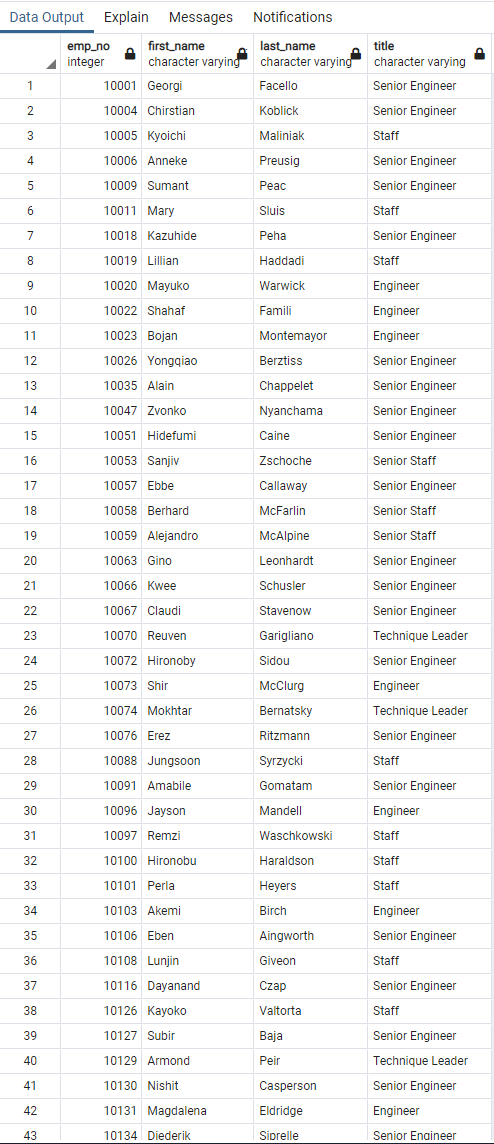 Data Output Explain Messages Notifications
emp_no first_name last_name title
integer character varying character varying character varying
1 10001 Georgi Facello Senior Engineer
2 10004 Chirstian Koblick Senior Engineer
3 10005 Kyoichi Maliniak Staff
4 10006 Anneke Preusig Senior Engineer
5 10009 Sumant Peac Senior Engineer
6 10011 Mary Sluis Staff
7 10018 Kazuhide Peha Senior Engineer
8 10019 Lillian Haddadi Staff
9 10020 Mayuko Warwick Engineer
10 10022 Shahaf Famili Engineer
11 10023 Bojan Montemayor Engineer
12 10026 Yongqiao Berztiss Senior Engineer
13 10035 Alain Chappelet Senior Engineer
14 10047 Zvonko Nyanchama Senior Engineer
15 10051 Hidefumi Caine Senior Engineer
16 10053 Sanjiv Zschoche Senior Staff
17 10057 Ebbe Callaway Senior Engineer
18 10058 Berhard McFarlin Senior Staff
19 10059 Alejandro McAlpine Senior Staff
20 10063 Gino Leonhardt Senior Engineer
21 10066 Kwee Schusler Senior Engineer
22 10067 Claudi Stavenow Senior Engineer
23 10070 Reuven Garigliano Technique Leader
24 10072 Hironoby Sidou Senior Engineer
25 10073 Shir McClurg Engineer
26 10074 Mokhtar Bernatsky Technique Leader
27 10076 Erez Ritzmann Senior Engineer
28 10088 Jungsoon Syrzycki Staff
29 10091 Amabile Gomatam Senior Engineer
30 10096 Jayson Mandell Engineer
31 10097 Remzi Waschkowski Staff
32 10100 Hironobu Haraldson Staff
33 10101 Perla Heyers Staff
34 10103 Akemi Birch Engineer
35 10106 Eben Aingworth Senior Engineer
36 10108 Lunjin Giveon Staff
37 10116 Dayanand Czap Senior Engineer
38 10126 Kayoko Valtorta Staff
39 10127 Subir Baja Senior Engineer
40 10129 Armond Peir Technique Leader
41 10130 Nishit Casperson Senior Engineer
42 10131 Magdalena Eldridge Engineer
43 10134 Diederik Siprelle Senior Engineer